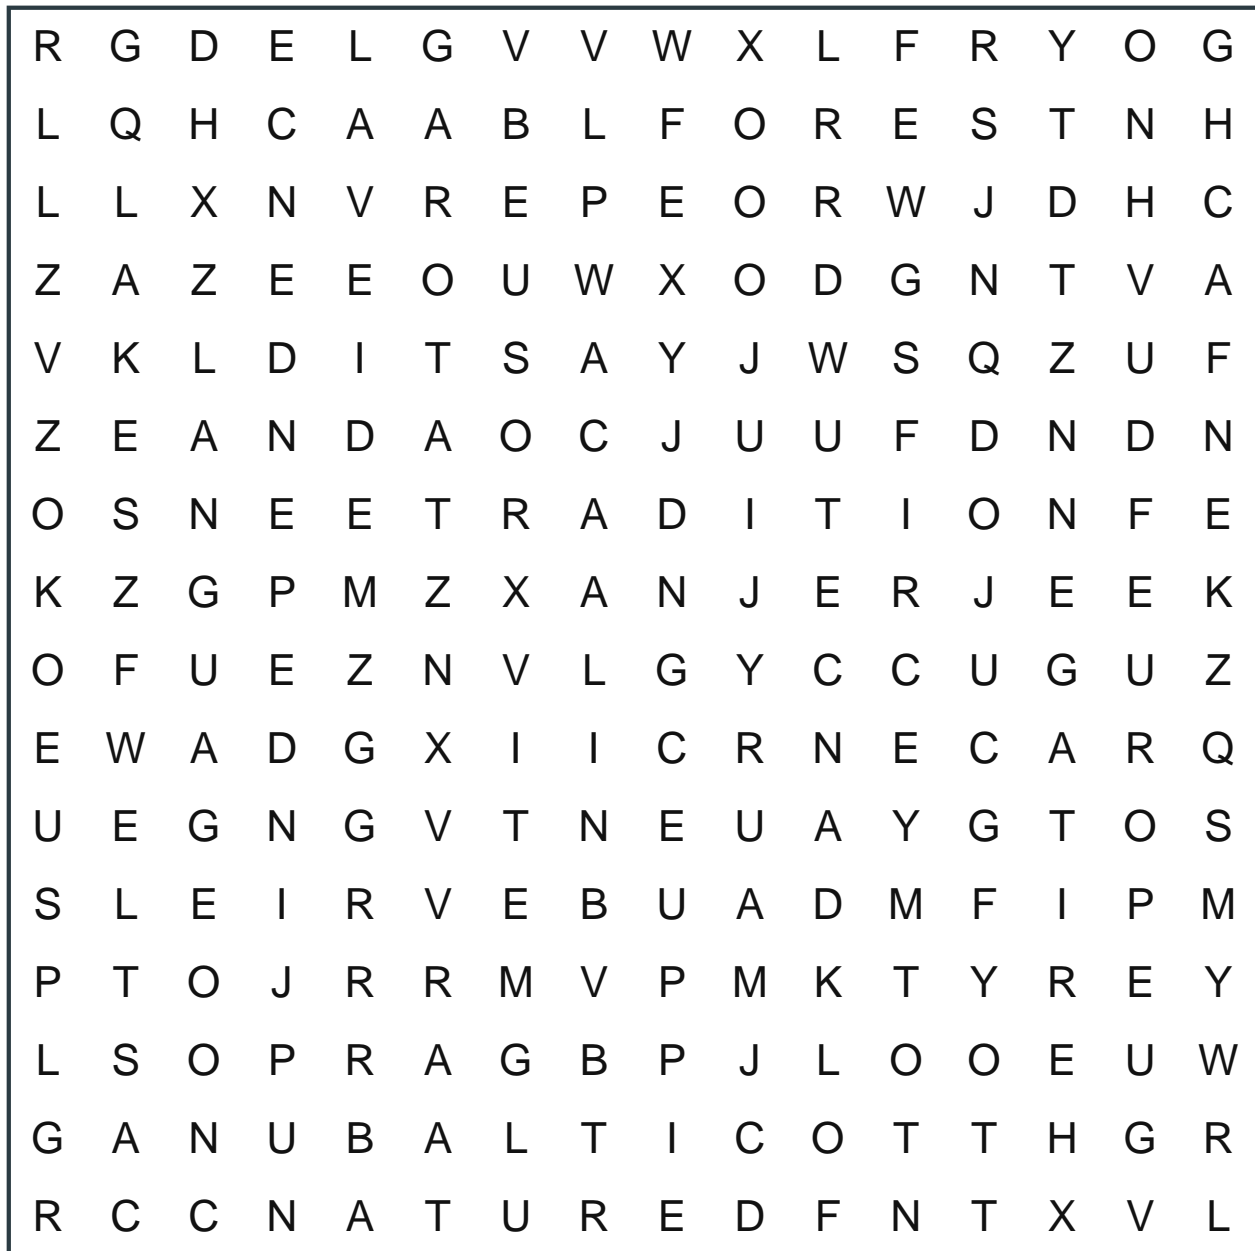 R G D E L G V V W X L F R Y O G
L Q H C A A B L F O R E S T N H
L L X N V R E P E O R W J D H C
Z A Z E E O U W X O D G N T V A
V K L D I T S A Y J W S Q Z U F
Z E A N D A O C J U U F D N D N
O S N E E T R A D I T I O N F E
K Z G P M Z X A N J E R J E E K
O F U E Z N V L G Y C C U G U Z
E W A D G X I I C R N E C A R Q
U E G N G V T N E U A Y G T O S
S L E I R V E B U A D M F I P M
P T O J R R M V P M K T Y R E Y
L S O P R A G B P J L O O E U W
G A N U B A L T I C O T T H G R
R C C N A T U R E D F N T X V L